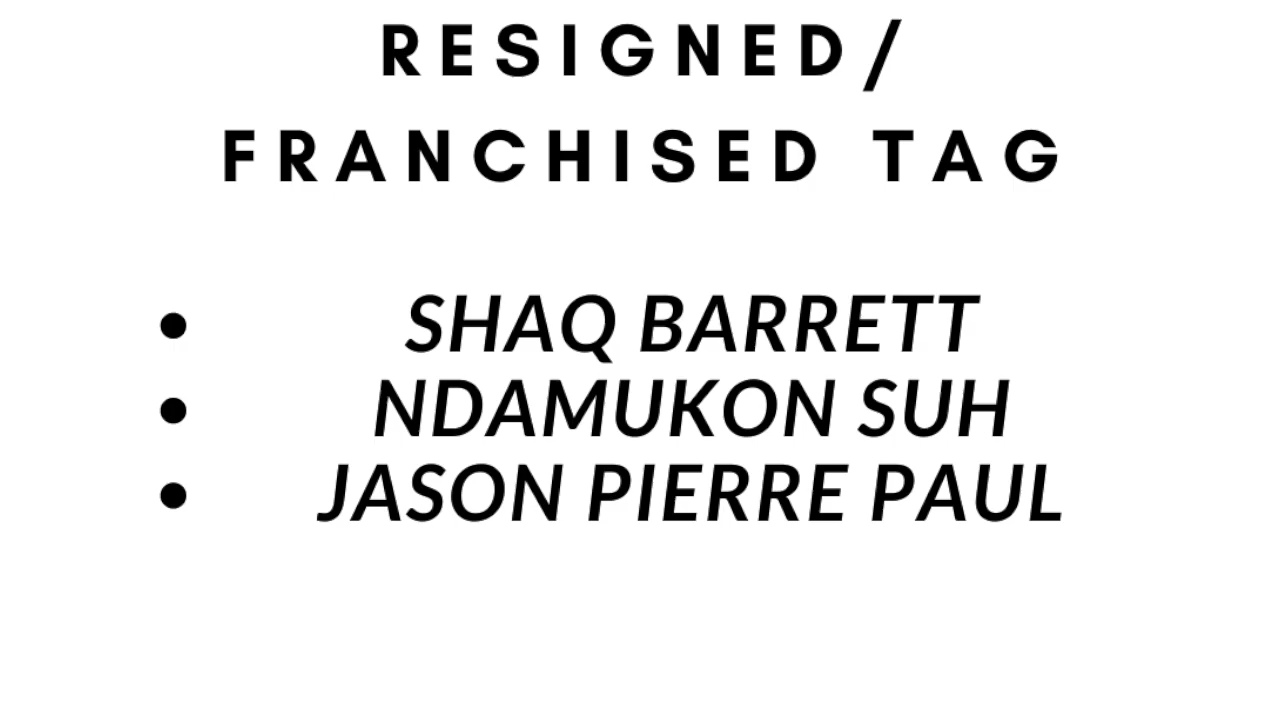 RESIGNED/
FRANCHISED TAG
• SHAQ BARRETT
• NDAMUKON SUH
• JASON PIERRE PAUL